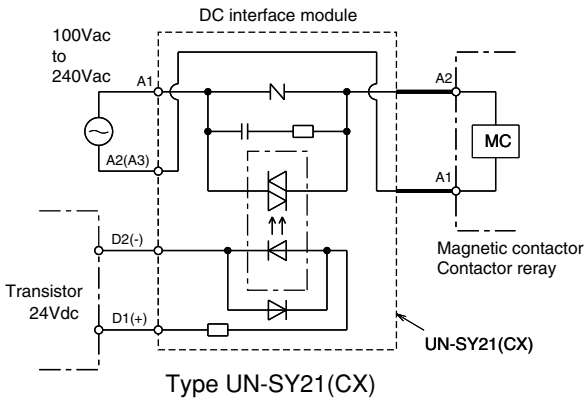 DC interface module
100Vac
to
240Vac
A1
A2
MC
A2(A3)
A1
D2(-)
Magnetic contactor
Contactor reray
Transistor
24Vdc
D1(+)
UN-SY21(CX)
Type UN-SY21(CX)